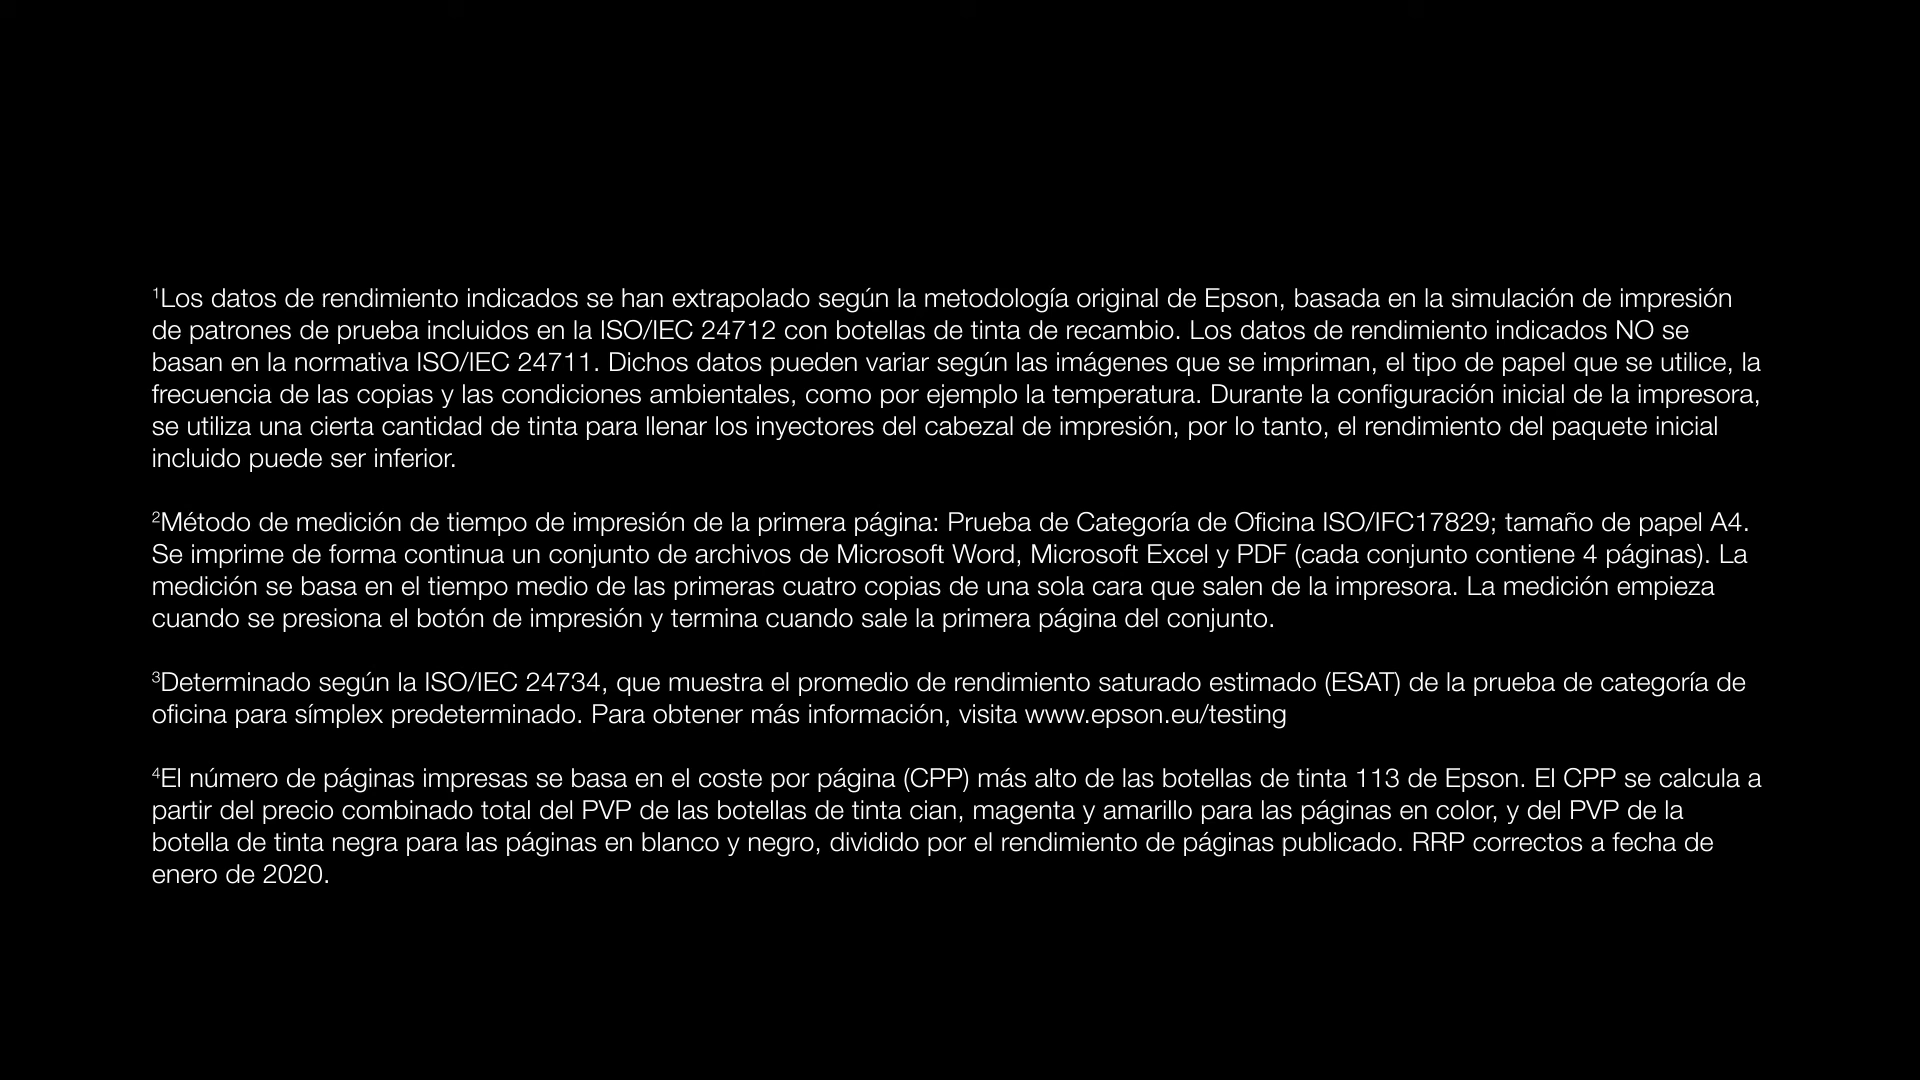 ¹Los datos de rendimiento indicados se han extrapolado según la metodología original de Epson, basada en la simulación de impresión
de patrones de prueba incluidos en la ISO/IEC 24712 con botellas de tinta de recambio. Los datos de rendimiento indicados NO se
basan en la normativa ISO/IEC 24711. Dichos datos pueden variar según las imágenes que se impriman, el tipo de papel que se utilice, la
frecuencia de las copias y las condiciones ambientales, como por ejemplo la temperatura. Durante la configuración inicial de la impresora,
se utiliza una cierta cantidad de tinta para llenar los inyectores del cabezal de impresión, por lo tanto, el rendimiento del paquete inicial
incluido puede ser inferior.
²Método de medición de tiempo de impresión de la primera página: Prueba de Categoría de Oficina ISO/IFC17829; tamaño de papel A4.
Se imprime de forma continua un conjunto de archivos de Microsoft Word, Microsoft Excel y PDF (cada conjunto contiene 4 páginas). La
medición se basa en el tiempo medio de las primeras cuatro copias de una sola cara que salen de la impresora. La medición empieza
cuando se presiona el botón de impresión y termina cuando sale la primera página del conjunto.
³Determinado según la ISO/IEC 24734, que muestra el promedio de rendimiento saturado estimado (ESAT) de la prueba de categoría de
oficina para símplex predeterminado. Para obtener más información, visita www.epson.eu/testing
⁴El número de páginas impresas se basa en el coste por página (CPP) más alto de las botellas de tinta 113 de Epson. El CPP se calcula a
partir del precio combinado total del PVP de las botellas de tinta cian, magenta y amarillo para las páginas en color, y del PVP de la
botella de tinta negra para las páginas en blanco y negro, dividido por el rendimiento de páginas publicado. RRP correctos a fecha de
enero de 2020.